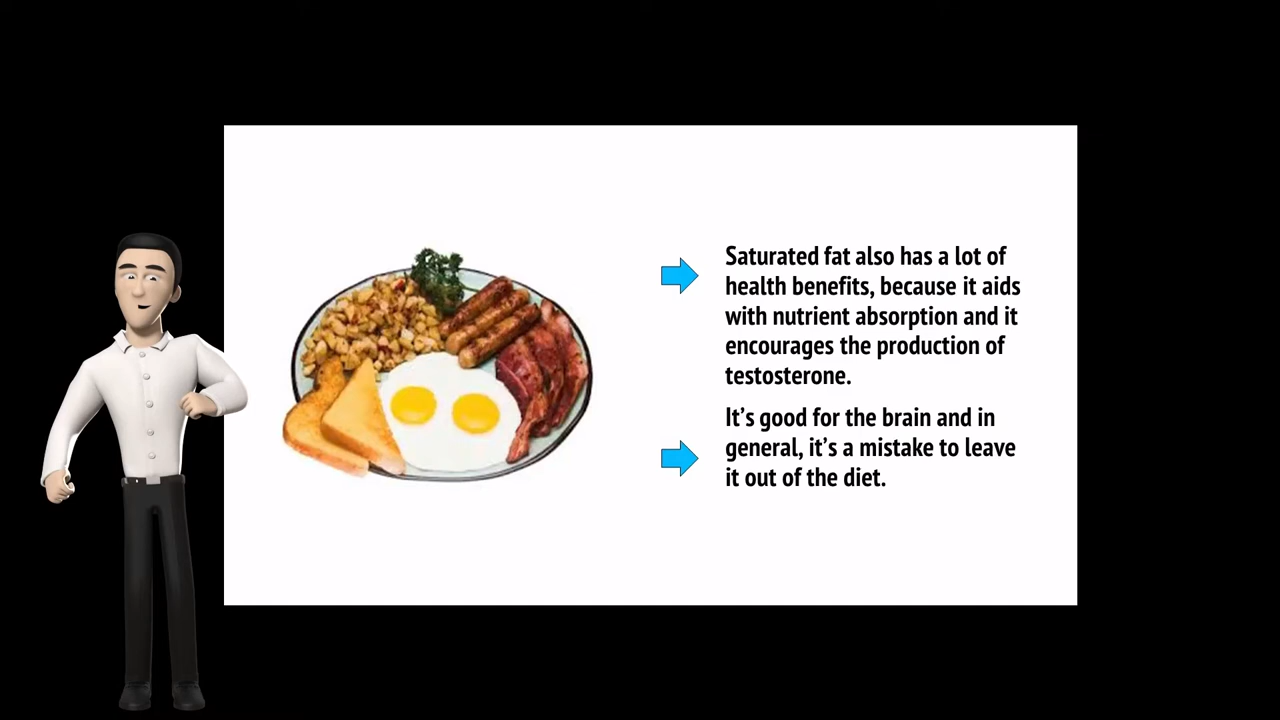 Saturated fat also has a lot of
health benefits, because it aids
with nutrient absorption and it
encourages the production of
testosterone.
It’s good for the brain and in
general, it’s a mistake to leave
it out of the diet.